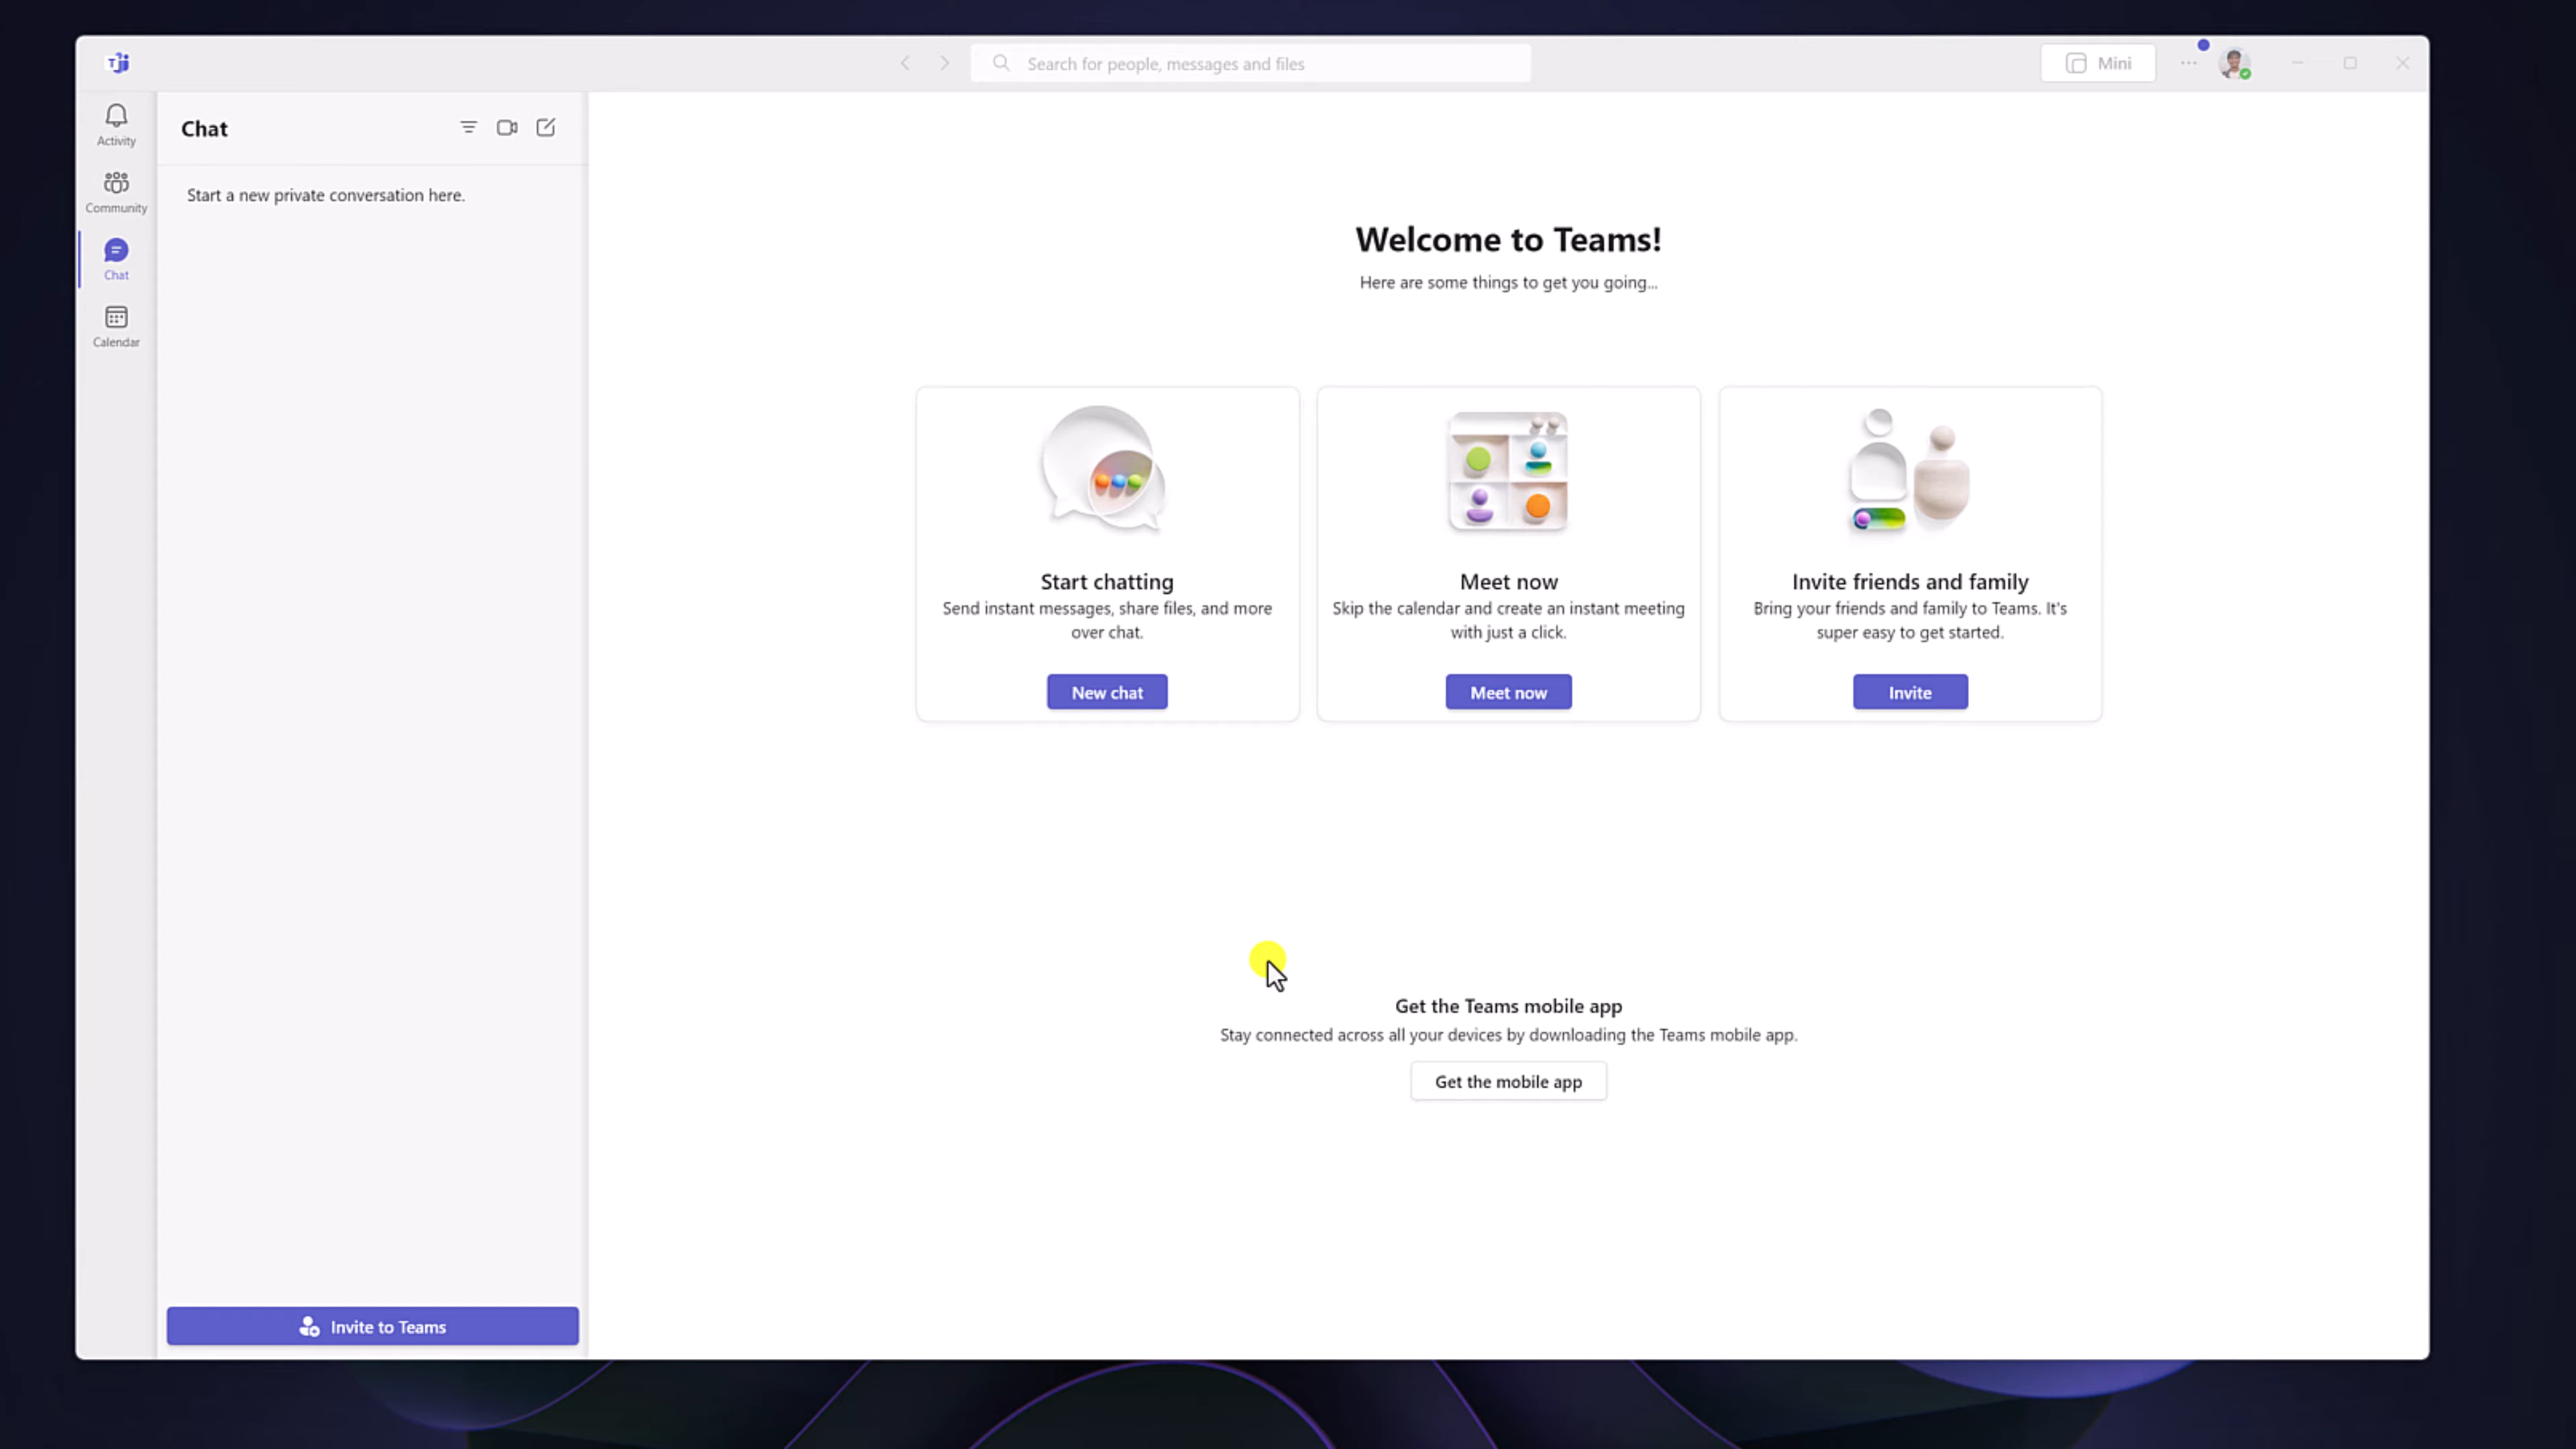 Search for people, messages and files
Mini
Activity
Community
Chat
Calendar
Chat
Start a new private conversation here.
Invite to Teams
Welcome to Teams!
Here are some things to get you going...
Start chatting
Send instant messages, share files, and more
over chat.
New chat
Meet now
Skip the calendar and create an instant meeting
with just a click.
Meet now
Invite friends and family
Bring your friends and family to Teams. It's
super easy to get started.
Invite
Get the Teams mobile app
Stay connected across all your devices by downloading the Teams mobile app.
Get the mobile app